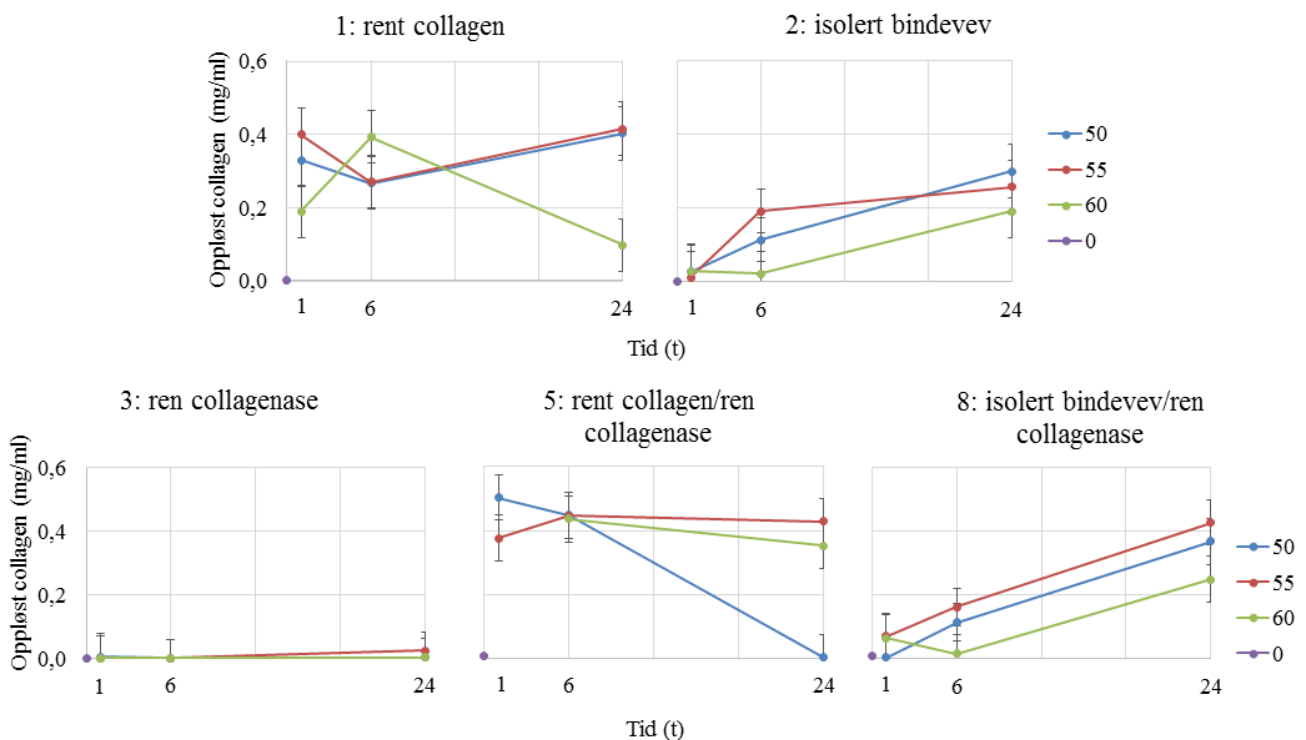 1: rent collagen
2: isolert bindevev
Oppløst collagen (mg/ml)
0,6
0,4
0,2
0,0
1
6
24
1
6
24
50
55
60
0
Tid (t)
3: ren collagenase
5: rent collagen/ren
collagenase
8: isolert bindevev/ren
collagenase
Oppløst collagen (mg/ml)
0,6
0,4
0,2
0,0
1
6
24
1
6
24
1
6
24
50
55
60
0
Tid (t)